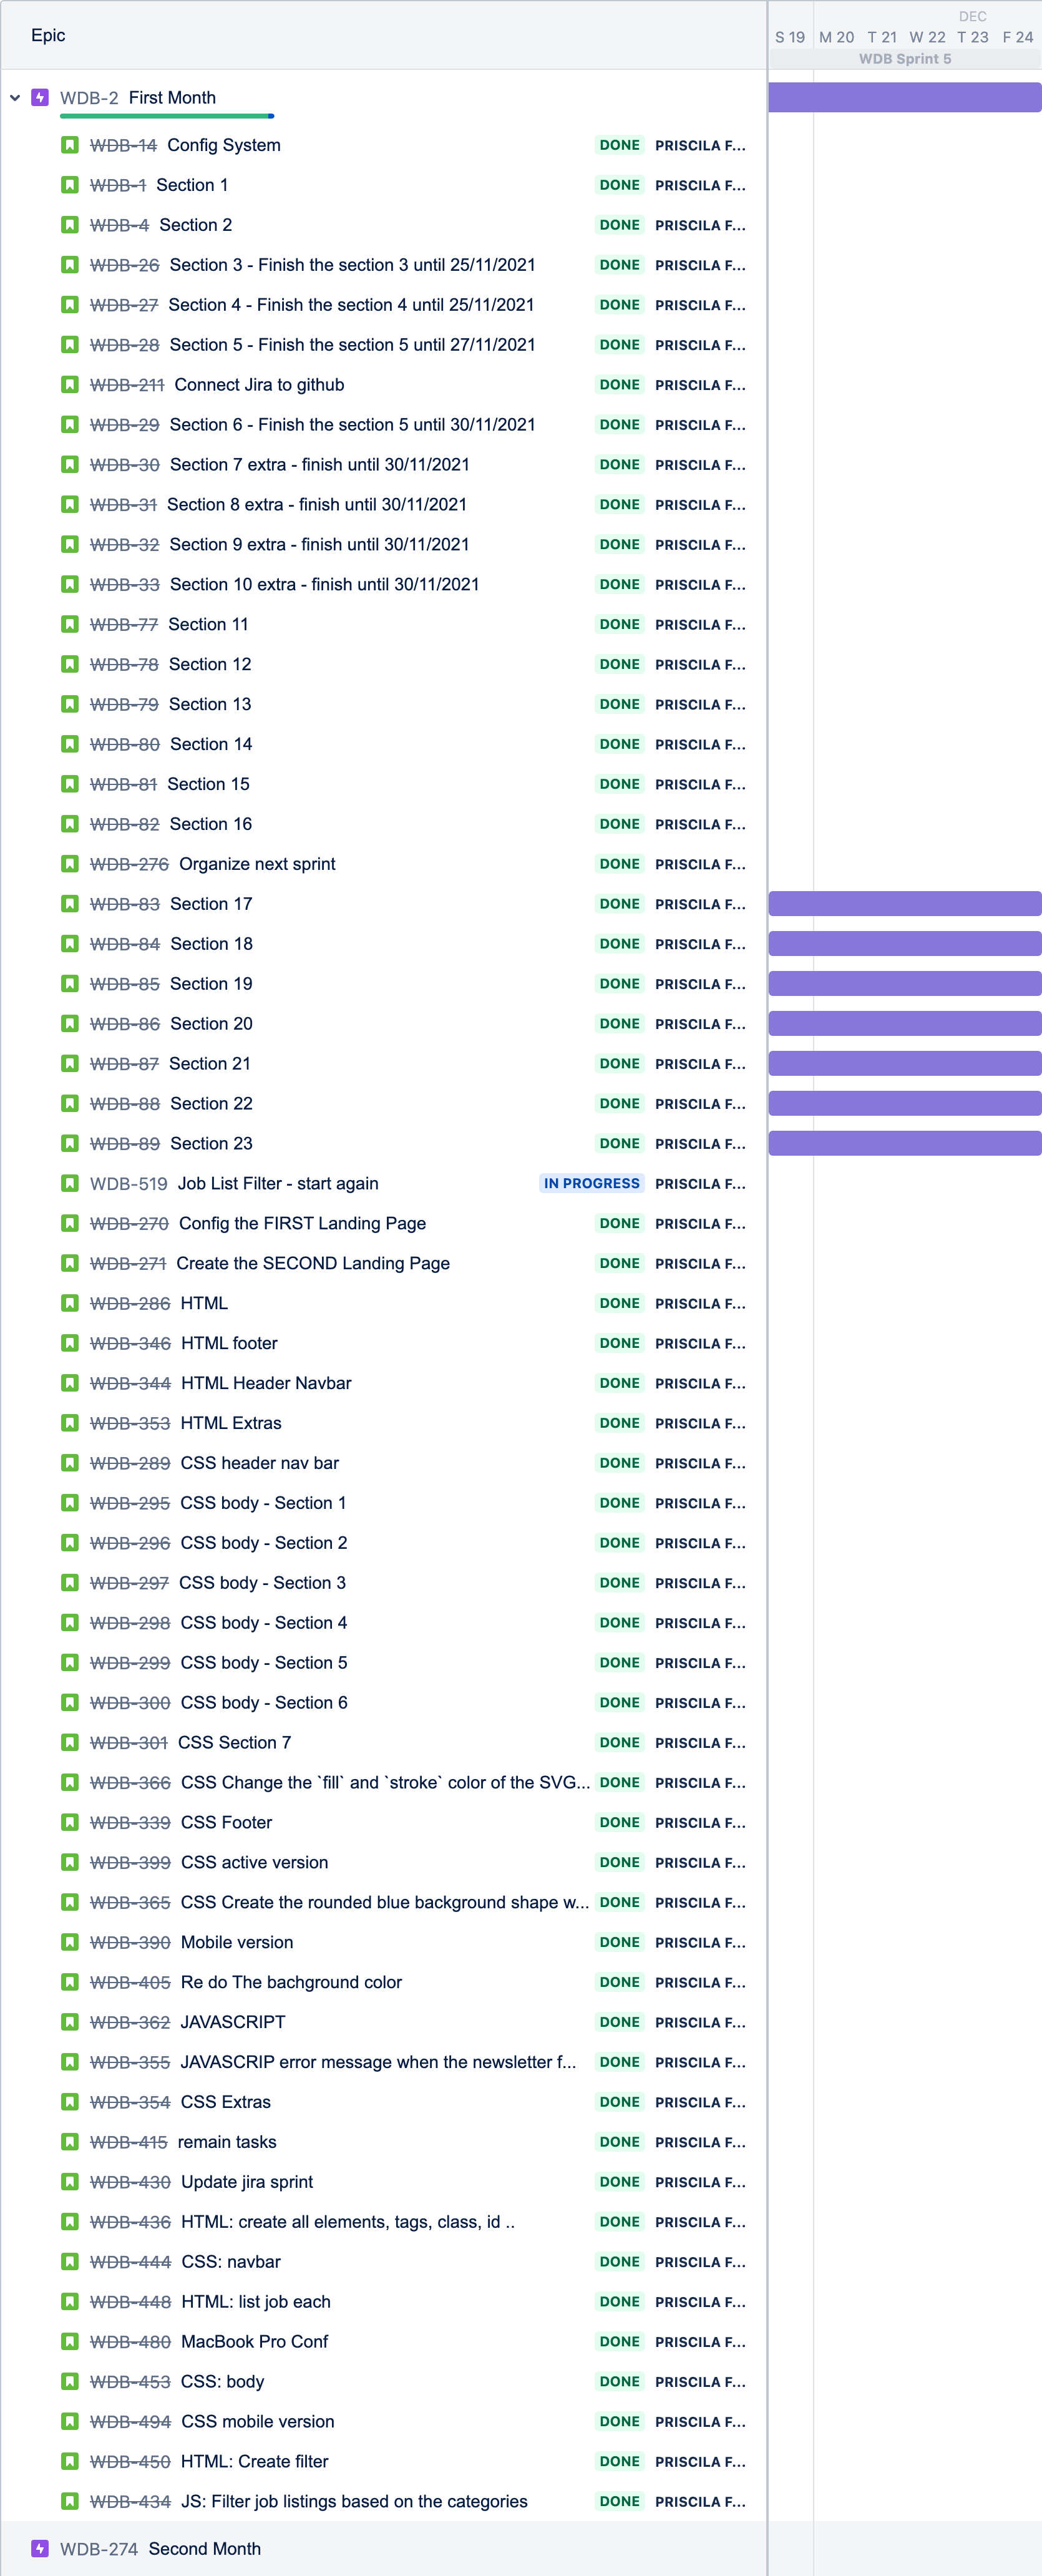 Epic
DEC
S 19 M 20 T 21 W 22 T 23 F 24
WDB Sprint 5
WDB-2 First Month
WDB-14 Config System DONE PRISCILA F...
WDB-1 Section 1 DONE PRISCILA F...
WDB-4 Section 2 DONE PRISCILA F...
WDB-26 Section 3 - Finish the section 3 until 25/11/2021 DONE PRISCILA F...
WDB-27 Section 4 - Finish the section 4 until 25/11/2021 DONE PRISCILA F...
WDB-28 Section 5 - Finish the section 5 until 27/11/2021 DONE PRISCILA F...
WDB-211 Connect Jira to github DONE PRISCILA F...
WDB-29 Section 6 - Finish the section 5 until 30/11/2021 DONE PRISCILA F...
WDB-30 Section 7 extra - finish until 30/11/2021 DONE PRISCILA F...
WDB-31 Section 8 extra - finish until 30/11/2021 DONE PRISCILA F...
WDB-32 Section 9 extra - finish until 30/11/2021 DONE PRISCILA F...
WDB-33 Section 10 extra - finish until 30/11/2021 DONE PRISCILA F...
WDB-77 Section 11 DONE PRISCILA F...
WDB-78 Section 12 DONE PRISCILA F...
WDB-79 Section 13 DONE PRISCILA F...
WDB-80 Section 14 DONE PRISCILA F...
WDB-81 Section 15 DONE PRISCILA F...
WDB-82 Section 16 DONE PRISCILA F...
WDB-276 Organize next sprint DONE PRISCILA F...
WDB-83 Section 17 DONE PRISCILA F...
WDB-84 Section 18 DONE PRISCILA F...
WDB-85 Section 19 DONE PRISCILA F...
WDB-86 Section 20 DONE PRISCILA F...
WDB-87 Section 21 DONE PRISCILA F...
WDB-88 Section 22 DONE PRISCILA F...
WDB-89 Section 23 DONE PRISCILA F...
WDB-519 Job List Filter - start again IN PROGRESS PRISCILA F...
WDB-270 Config the FIRST Landing Page DONE PRISCILA F...
WDB-271 Create the SECOND Landing Page DONE PRISCILA F...
WDB-286 HTML DONE PRISCILA F...
WDB-346 HTML footer DONE PRISCILA F...
WDB-344 HTML Header Navbar DONE PRISCILA F...
WDB-353 HTML Extras DONE PRISCILA F...
WDB-289 CSS header nav bar DONE PRISCILA F...
WDB-295 CSS body - Section 1 DONE PRISCILA F...
WDB-296 CSS body - Section 2 DONE PRISCILA F...
WDB-297 CSS body - Section 3 DONE PRISCILA F...
WDB-298 CSS body - Section 4 DONE PRISCILA F...
WDB-299 CSS body - Section 5 DONE PRISCILA F...
WDB-300 CSS body - Section 6 DONE PRISCILA F...
WDB-301 CSS Section 7 DONE PRISCILA F...
WDB-366 CSS Change the `fill` and `stroke` color of the SVG... DONE PRISCILA F...
WDB-339 CSS Footer DONE PRISCILA F...
WDB-399 CSS active version DONE PRISCILA F...
WDB-365 CSS Create the rounded blue background shape w... DONE PRISCILA F...
WDB-390 Mobile version DONE PRISCILA F...
WDB-405 Re do The bachground color DONE PRISCILA F...
WDB-362 JAVASCRIPT DONE PRISCILA F...
WDB-355 JAVASCRIP error message when the newsletter f... DONE PRISCILA F...
WDB-354 CSS Extras DONE PRISCILA F...
WDB-415 remain tasks DONE PRISCILA F...
WDB-430 Update jira sprint DONE PRISCILA F...
WDB-436 HTML: create all elements, tags, class, id .. DONE PRISCILA F...
WDB-444 CSS: navbar DONE PRISCILA F...
WDB-448 HTML: list job each DONE PRISCILA F...
WDB-480 MacBook Pro Conf DONE PRISCILA F...
WDB-453 CSS: body DONE PRISCILA F...
WDB-494 CSS mobile version DONE PRISCILA F...
WDB-450 HTML: Create filter DONE PRISCILA F...
WDB-434 JS: Filter job listings based on the categories DONE PRISCILA F...
WDB-274 Second Month